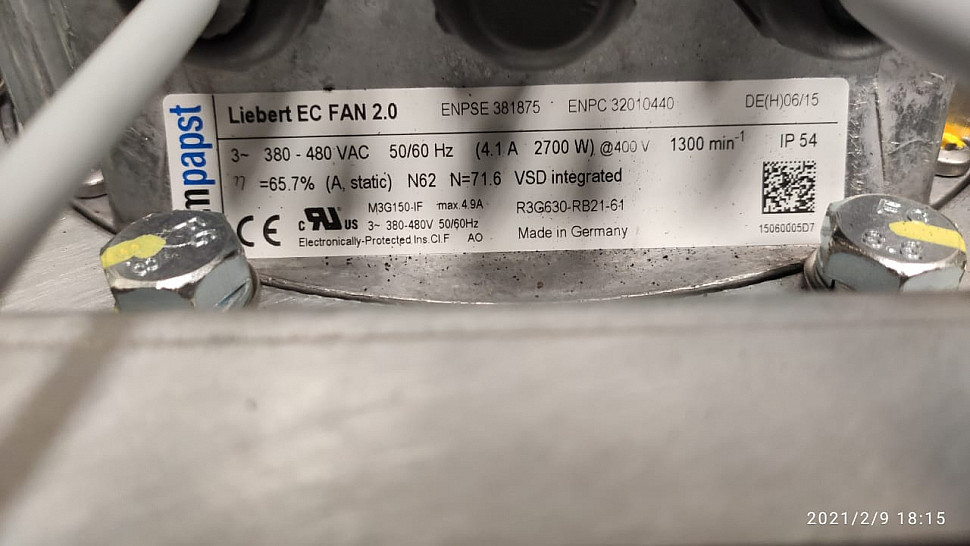 mpapst
Liebert EC FAN 2.0 ENPSE 381875 ENPC 32010440 DE(H)06/15
3~ 380 - 480 VAC 50/60 Hz (4.1 A 2700 W) @400 V 1300 min⁻¹ IP 54
=65.7% (A, static) N62 N=71.6 VSD integrated
CE c RU US M3G150-IF max.4.9A R3G630-RB21-61
3~ 380-480V 50/60Hz
Electronically-Protected Ins.Cl.F AO Made in Germany 15060005D7
2021/2/9 18:15